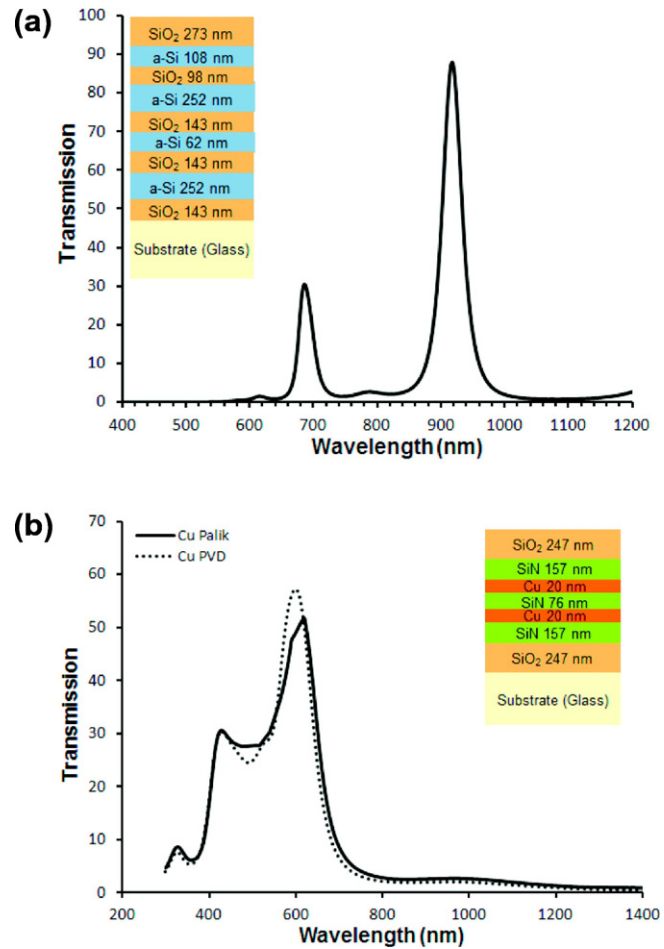 (a)
Transmission
100
90
80
70
60
50
40
30
20
10
0
SiO₂ 273 nm
a-Si 108 nm
SiO₂ 98 nm
a-Si 252 nm
SiO₂ 143 nm
a-Si 62 nm
SiO₂ 143 nm
a-Si 252 nm
SiO₂ 143 nm
Substrate (Glass)
400 500 600 700 800 900 1000 1100 1200
Wavelength (nm)
(b)
Transmission
70
60
50
40
30
20
10
0
Cu Palik
Cu PVD
SiO₂ 247 nm
SiN 157 nm
Cu 20 nm
SiN 76 nm
Cu 20 nm
SiN 157 nm
SiO₂ 247 nm
Substrate (Glass)
200 400 600 800 1000 1200 1400
Wavelength (nm)